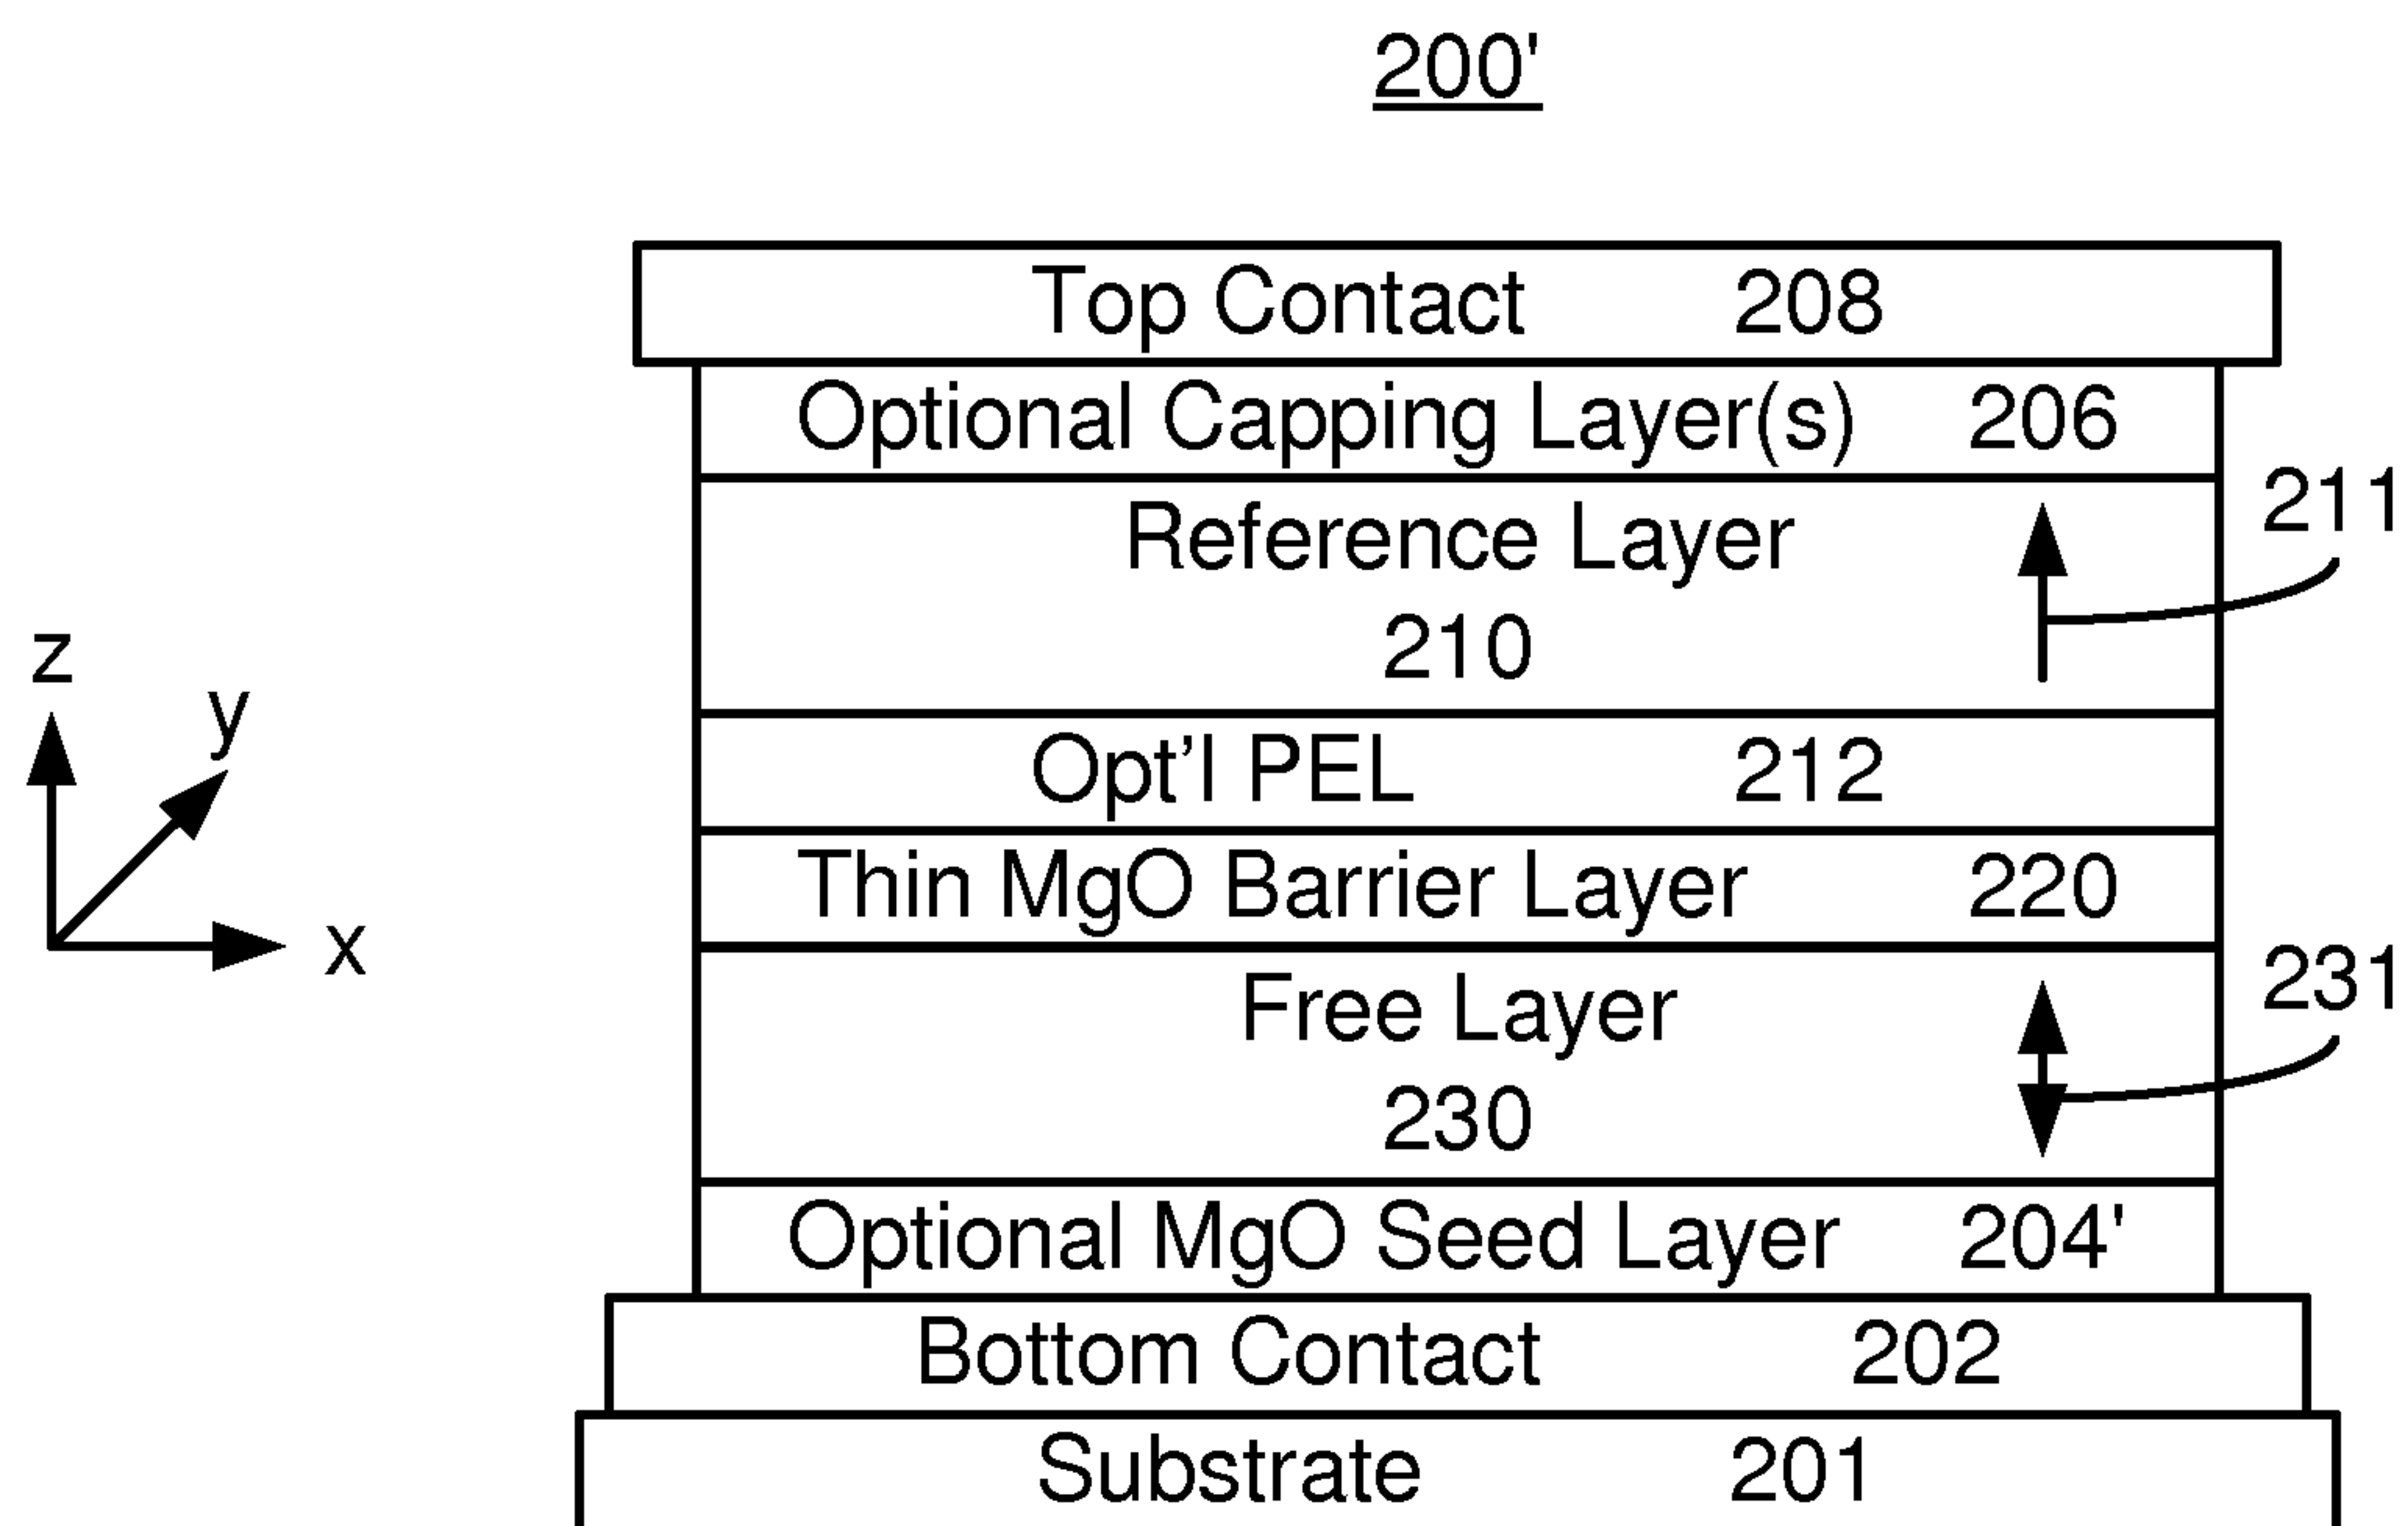 200'
Top Contact 208
Optional Capping Layer(s) 206
211
Reference Layer
210
z
y
x
Opt'l PEL 212
Thin MgO Barrier Layer 220
231
Free Layer
230
Optional MgO Seed Layer 204'
Bottom Contact 202
Substrate 201